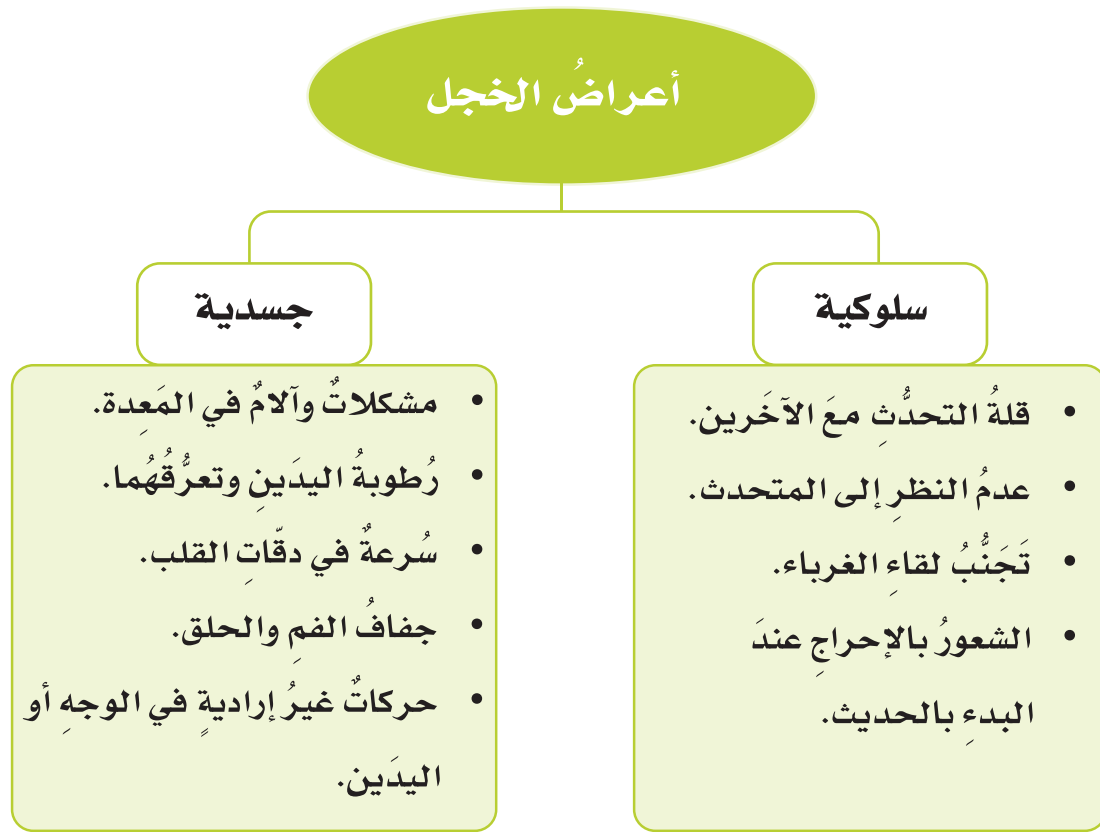 أعراضُ الخجل
سلوكية
• قلةُ التحدُّثِ معَ الآخَرين.
• عدمُ النظرِ إلى المتحدث.
• تَجَنُّبُ لقاءِ الغرباء.
• الشعورُ بالإحراجِ عندَ
البدءِ بالحديث.
جسدية
• مشكلاتٌ وآلامٌ في المَعِدة.
• رُطوبةُ اليدَينِ وتعرُّقُهُما.
• سُرعةٌ في دقّاتِ القلب.
• جفافُ الفمِ والحلق.
• حركاتٌ غيرُ إراديةٍ في الوجهِ أو
اليدَين.